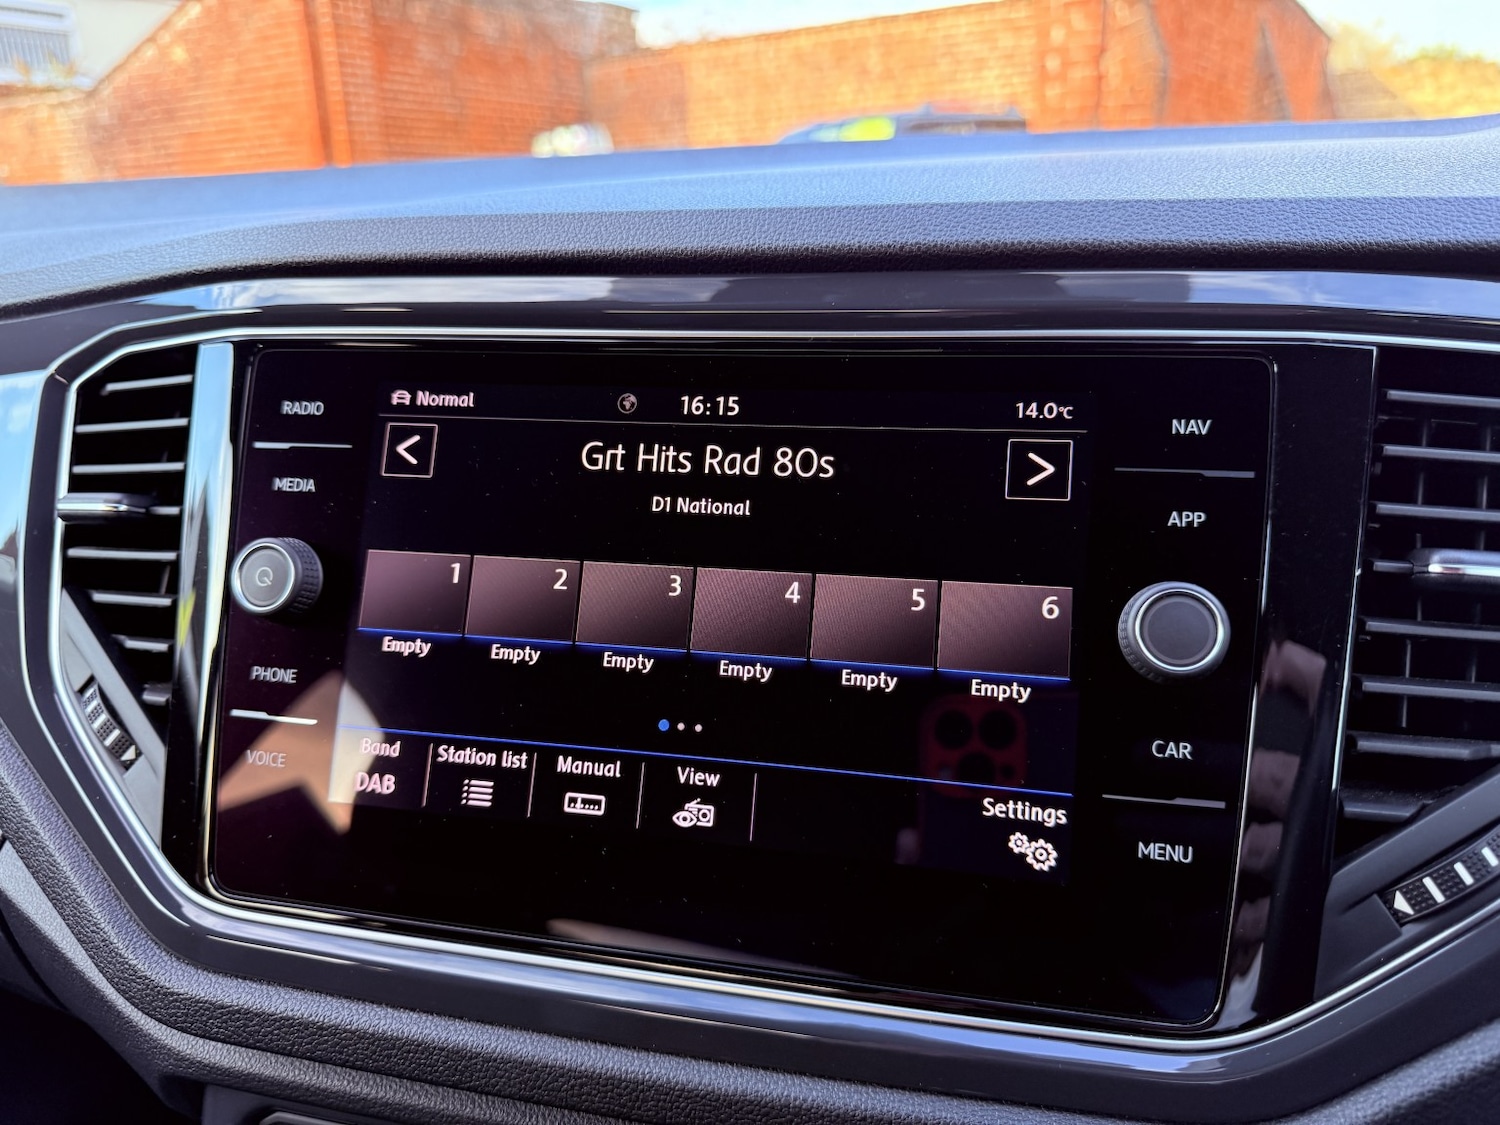 RADIO
MEDIA
PHONE
VOICE
Normal
16:15
14.0°C
Grt Hits Rad 80s
D1 National
1
2
3
4
5
6
Empty
Empty
Empty
Empty
Empty
Empty
Band
DAB
Station list
Manual
View
Settings
NAV
APP
CAR
MENU